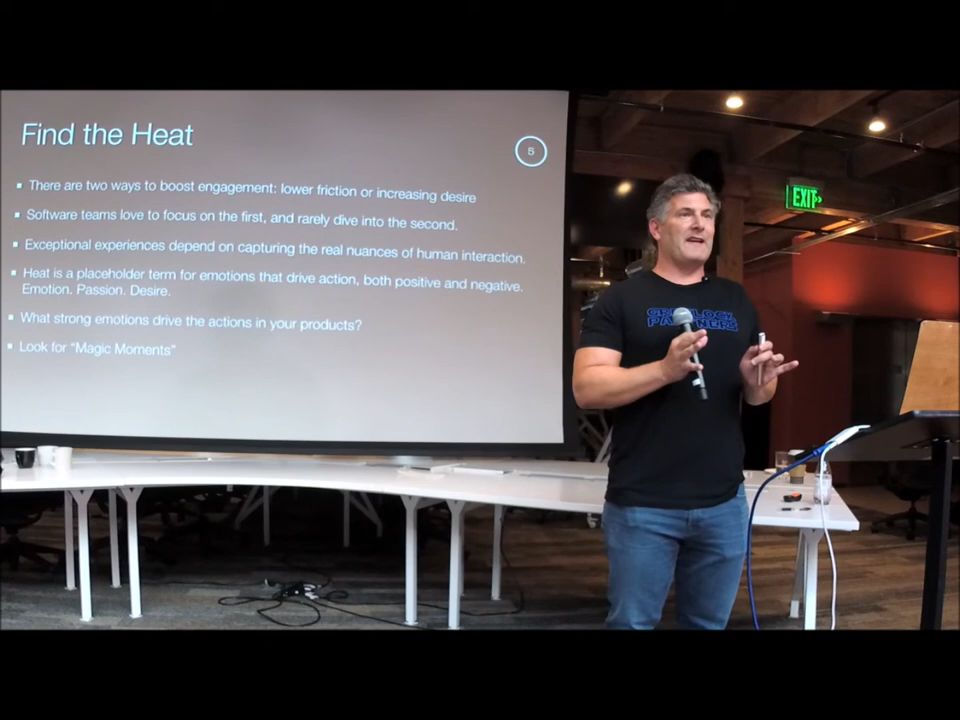 Find the Heat
5
▪ There are two ways to boost engagement: lower friction or increasing desire
▪ Software teams love to focus on the first, and rarely dive into the second.
▪ Exceptional experiences depend on capturing the real nuances of human interaction.
▪ Heat is a placeholder term for emotions that drive action, both positive and negative.
Emotion. Passion. Desire.
▪ What strong emotions drive the actions in your products?
▪ Look for "Magic Moments"
EXIT
GREYLOCK
PARTNERS